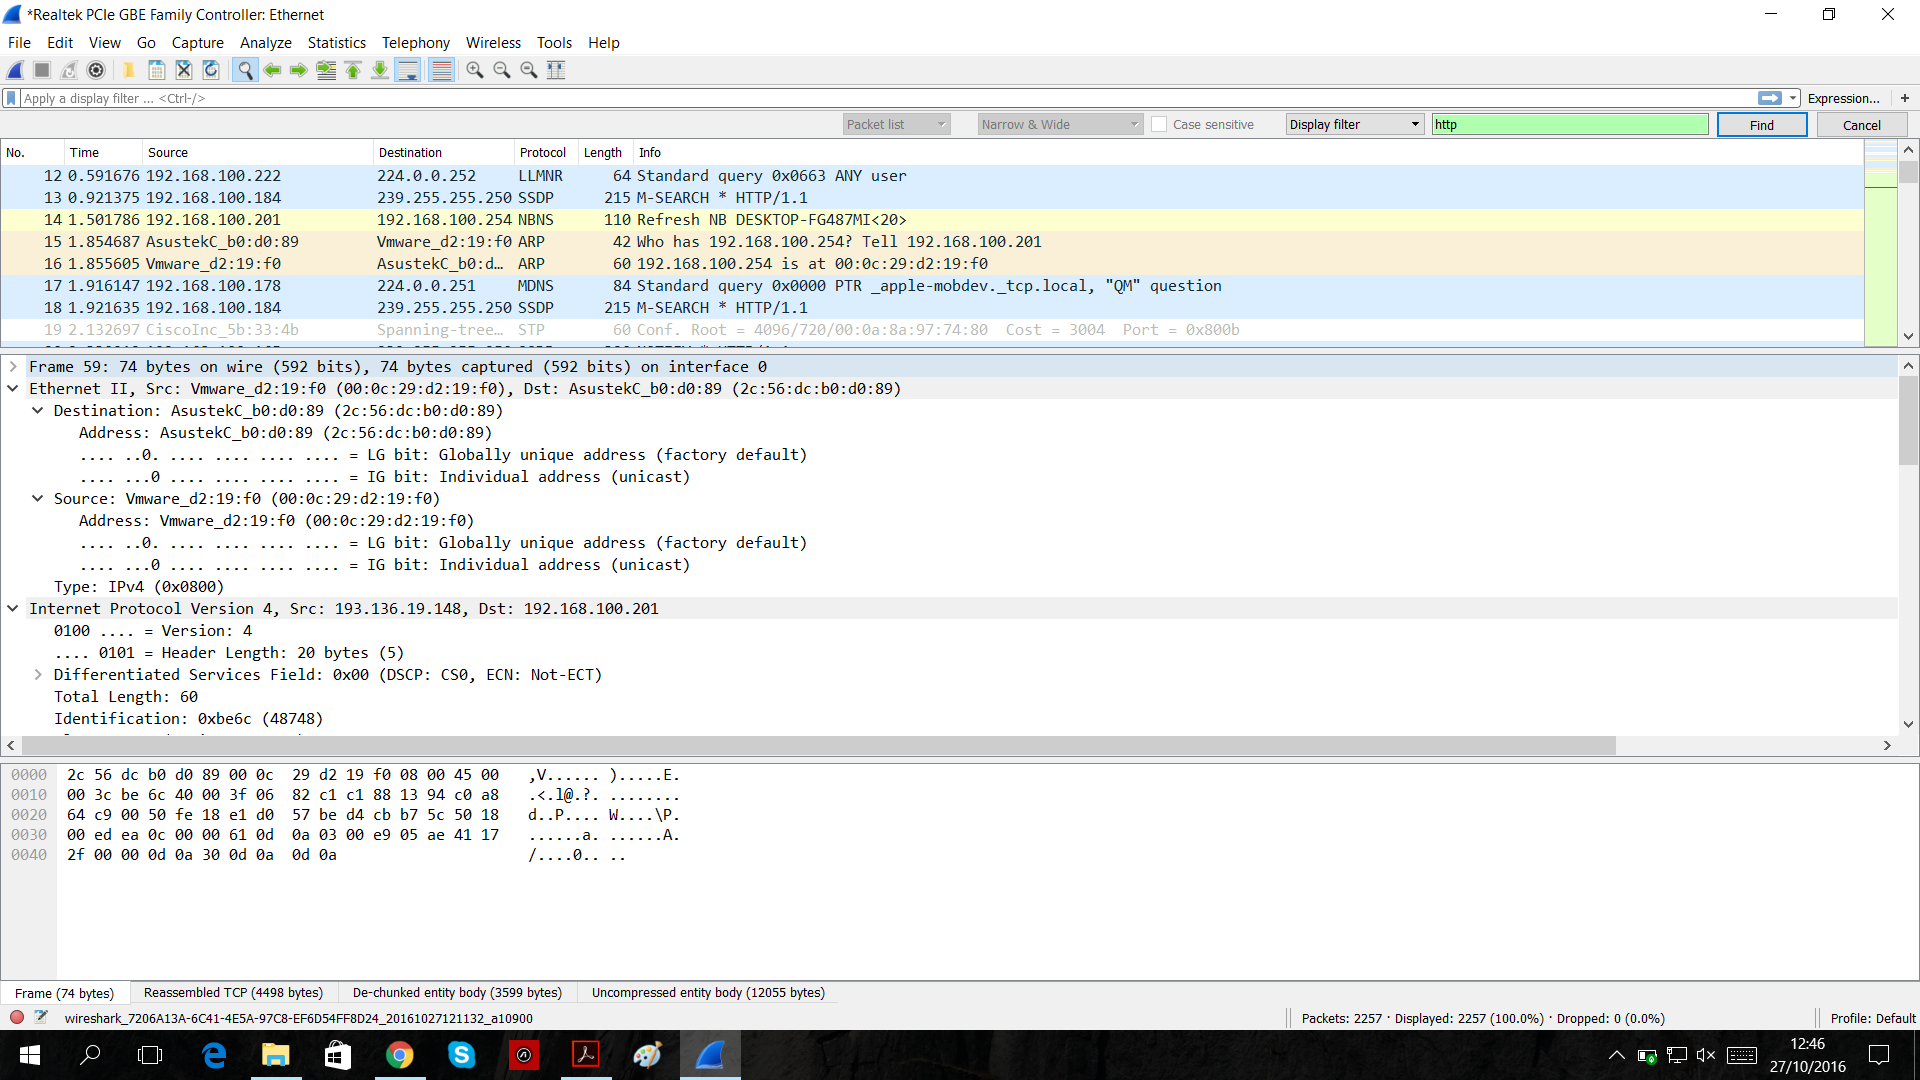 *Realtek PCIe GBE Family Controller: Ethernet
File Edit View Go Capture Analyze Statistics Telephony Wireless Tools Help
Apply a display filter ... <Ctrl-/> Expression... +
Packet list Narrow & Wide Case sensitive Display filter http Find Cancel
No. Time Source Destination Protocol Length Info
12 0.591676 192.168.100.222 224.0.0.252 LLMNR 64 Standard query 0x0663 ANY user
13 0.921375 192.168.100.184 239.255.255.250 SSDP 215 M-SEARCH * HTTP/1.1
14 1.501786 192.168.100.201 192.168.100.254 NBNS 110 Refresh NB DESKTOP-FG487MI<20>
15 1.854687 AsustekC_b0:d0:89 Vmware_d2:19:f0 ARP 42 Who has 192.168.100.254? Tell 192.168.100.201
16 1.855605 Vmware_d2:19:f0 AsustekC_b0:d… ARP 60 192.168.100.254 is at 00:0c:29:d2:19:f0
17 1.916147 192.168.100.178 224.0.0.251 MDNS 84 Standard query 0x0000 PTR _apple-mobdev._tcp.local, "QM" question
18 1.921635 192.168.100.184 239.255.255.250 SSDP 215 M-SEARCH * HTTP/1.1
19 2.132697 CiscoInc_5b:33:4b Spanning-tree… STP 60 Conf. Root = 4096/720/00:0a:8a:97:74:80 Cost = 3004 Port = 0x800b
Frame 59: 74 bytes on wire (592 bits), 74 bytes captured (592 bits) on interface 0
Ethernet II, Src: Vmware_d2:19:f0 (00:0c:29:d2:19:f0), Dst: AsustekC_b0:d0:89 (2c:56:dc:b0:d0:89)
Destination: AsustekC_b0:d0:89 (2c:56:dc:b0:d0:89)
Address: AsustekC_b0:d0:89 (2c:56:dc:b0:d0:89)
.... ..0. .... .... .... .... = LG bit: Globally unique address (factory default)
.... ...0 .... .... .... .... = IG bit: Individual address (unicast)
Source: Vmware_d2:19:f0 (00:0c:29:d2:19:f0)
Address: Vmware_d2:19:f0 (00:0c:29:d2:19:f0)
.... ..0. .... .... .... .... = LG bit: Globally unique address (factory default)
.... ...0 .... .... .... .... = IG bit: Individual address (unicast)
Type: IPv4 (0x0800)
Internet Protocol Version 4, Src: 193.136.19.148, Dst: 192.168.100.201
0100 .... = Version: 4
.... 0101 = Header Length: 20 bytes (5)
Differentiated Services Field: 0x00 (DSCP: CS0, ECN: Not-ECT)
Total Length: 60
Identification: 0xbe6c (48748)
0000 2c 56 dc b0 d0 89 00 0c 29 d2 19 f0 08 00 45 00 ,V...... ).....E.
0010 00 3c be 6c 40 00 3f 06 82 c1 c1 88 13 94 c0 a8 .<.l@.?. ........
0020 64 c9 00 50 fe 18 e1 d0 57 be d4 cb b7 5c 50 18 d..P.... W....\P.
0030 00 ed ea 0c 00 00 61 0d 0a 03 00 e9 05 ae 41 17 ......a. ......A.
0040 2f 00 00 0d 0a 30 0d 0a 0d 0a /....0.. ..
Frame (74 bytes) Reassembled TCP (4498 bytes) De-chunked entity body (3599 bytes) Uncompressed entity body (12055 bytes)
wireshark_7206A13A-6C41-4E5A-97C8-EF6D54FF8D24_20161027121132_a10900 Packets: 2257 · Displayed: 2257 (100.0%) · Dropped: 0 (0.0%) Profile: Default
12:46
27/10/2016